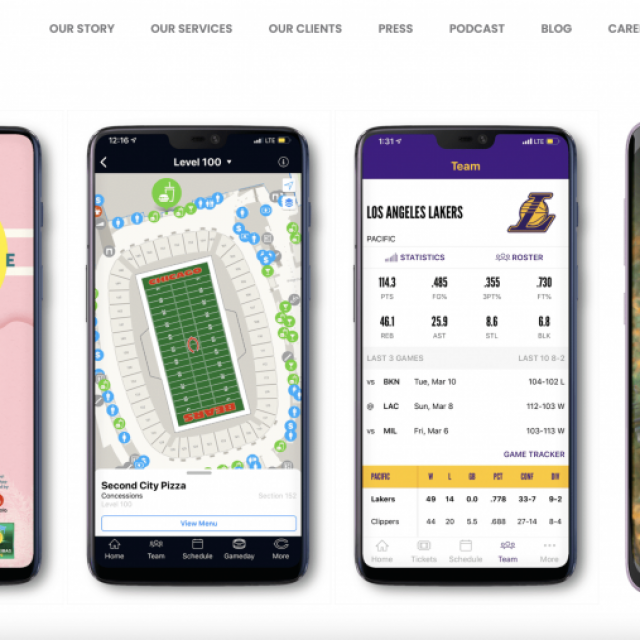 OUR STORY OUR SERVICES OUR CLIENTS PRESS PODCAST BLOG CAREE
12:16 LTE
Level 100
CHICAGO
BEARS
Second City Pizza
Concessions Section 152
Level 100
View Menu
Home Team Schedule Gameday More
1:31 LTE
Team
LOS ANGELES LAKERS
PACIFIC
STATISTICS ROSTER
114.3 .485 .355 .730
PTS FG% 3PT% FT%
46.1 25.9 8.6 6.8
REB AST STL BLK
LAST 3 GAMES LAST 10 8-2
vs BKN Tue, Mar 10 104-102 L
@ LAC Sun, Mar 8 112-103 W
vs MIL Fri, Mar 6 103-113 W
GAME TRACKER
PACIFIC W L GB PCT CONF DIV
Lakers 49 14 0.0 .778 33-7 9-2
Clippers 44 20 5.5 .688 27-14 8-4
Home Tickets Schedule Team More